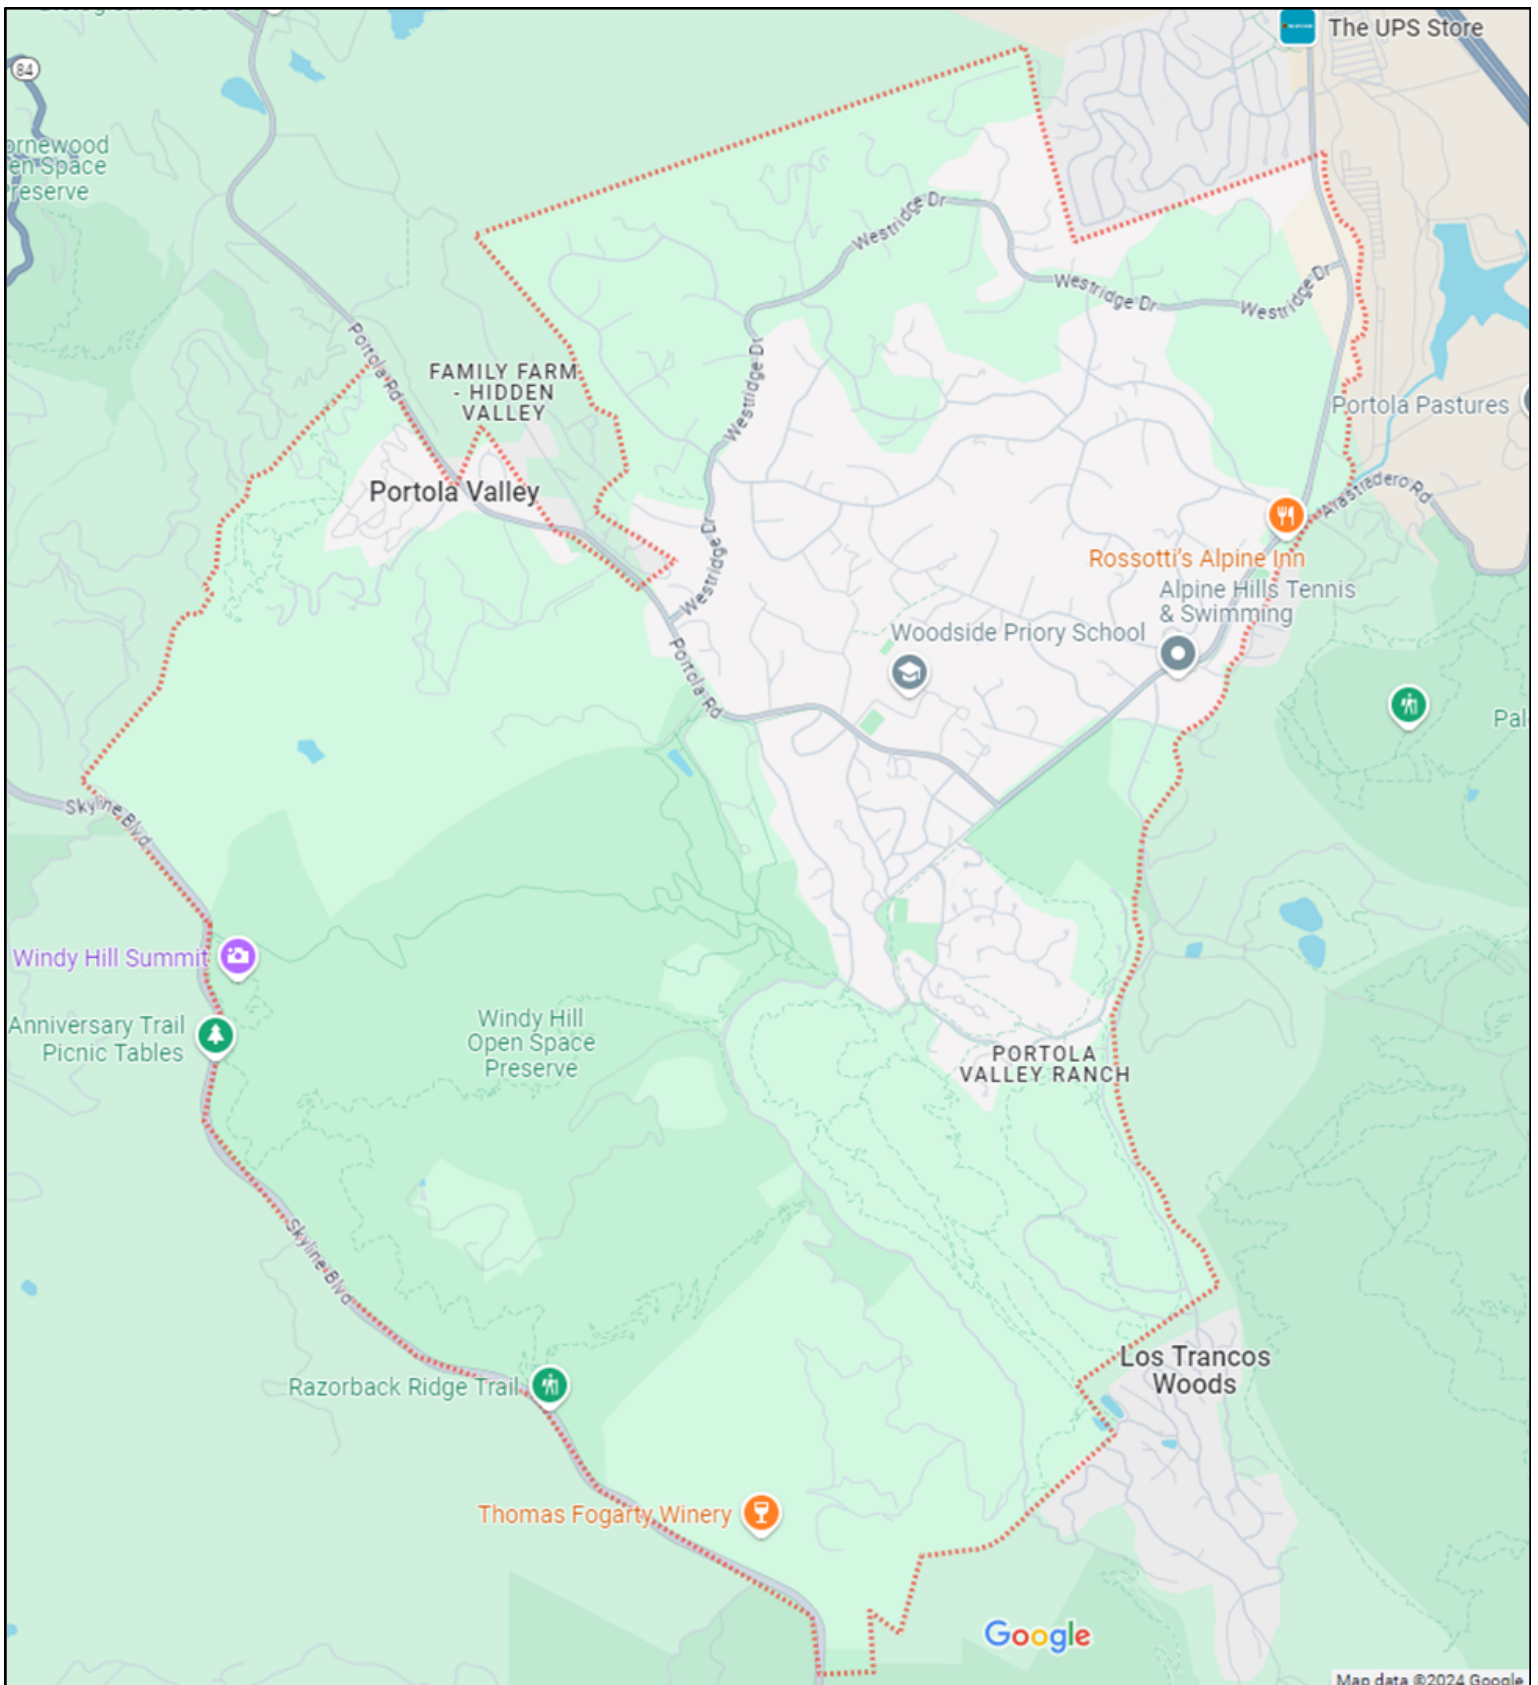 The UPS Store
84
en Space
Westridge Dr
Westridge Dr
Westridge Dr
Portola Rd
FAMILY FARM
- HIDDEN
VALLEY
Westridge Dr
Portola Pastures
Portola Valley
Arastradero Rd
Westridge Dr
Rossotti's Alpine Inn
Alpine Hills Tennis
& Swimming
Woodside Priory School
Portola Rd
Skyline Blvd
Windy Hill Summit
Anniversary Trail
Picnic Tables
Windy Hill
Open Space
Preserve
PORTOLA
VALLEY RANCH
Skyline Blvd
Los Trancos
Woods
Razorback Ridge Trail
Thomas Fogarty Winery
Google
Map data ©2024 Google